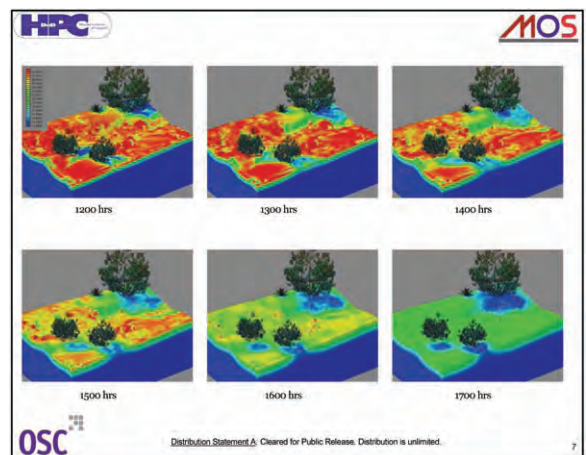 HPC
MOS
1200 hrs
1300 hrs
1400 hrs
1500 hrs
1600 hrs
1700 hrs
OSC
Distribution Statement A: Cleared for Public Release. Distribution is unlimited.
7